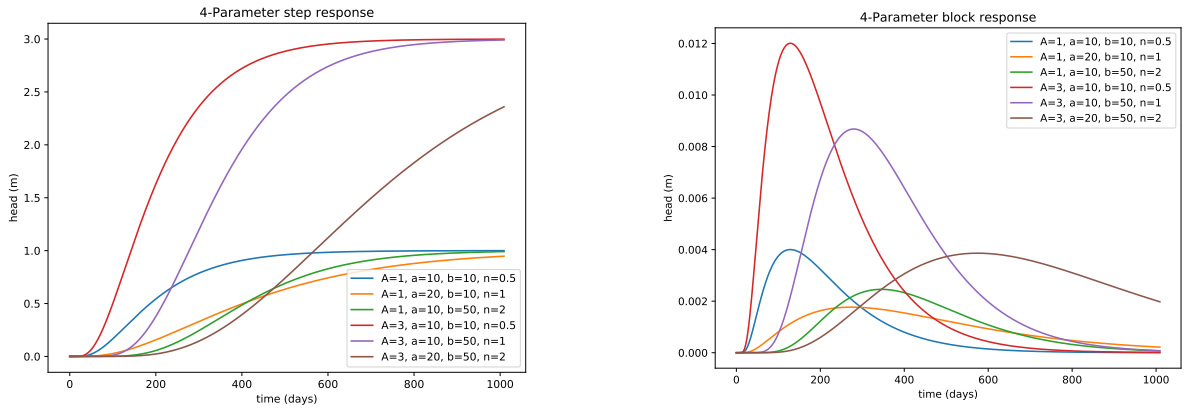 4-Parameter step response
head (m)
3.0
2.5
2.0
1.5
1.0
0.5
0.0
A=1, a=10, b=10, n=0.5
A=1, a=20, b=10, n=1
A=1, a=10, b=50, n=2
A=3, a=10, b=10, n=0.5
A=3, a=10, b=50, n=1
A=3, a=20, b=50, n=2
0 200 400 600 800 1000
time (days)
4-Parameter block response
head (m)
0.012
0.010
0.008
0.006
0.004
0.002
0.000
A=1, a=10, b=10, n=0.5
A=1, a=20, b=10, n=1
A=1, a=10, b=50, n=2
A=3, a=10, b=10, n=0.5
A=3, a=10, b=50, n=1
A=3, a=20, b=50, n=2
0 200 400 600 800 1000
time (days)